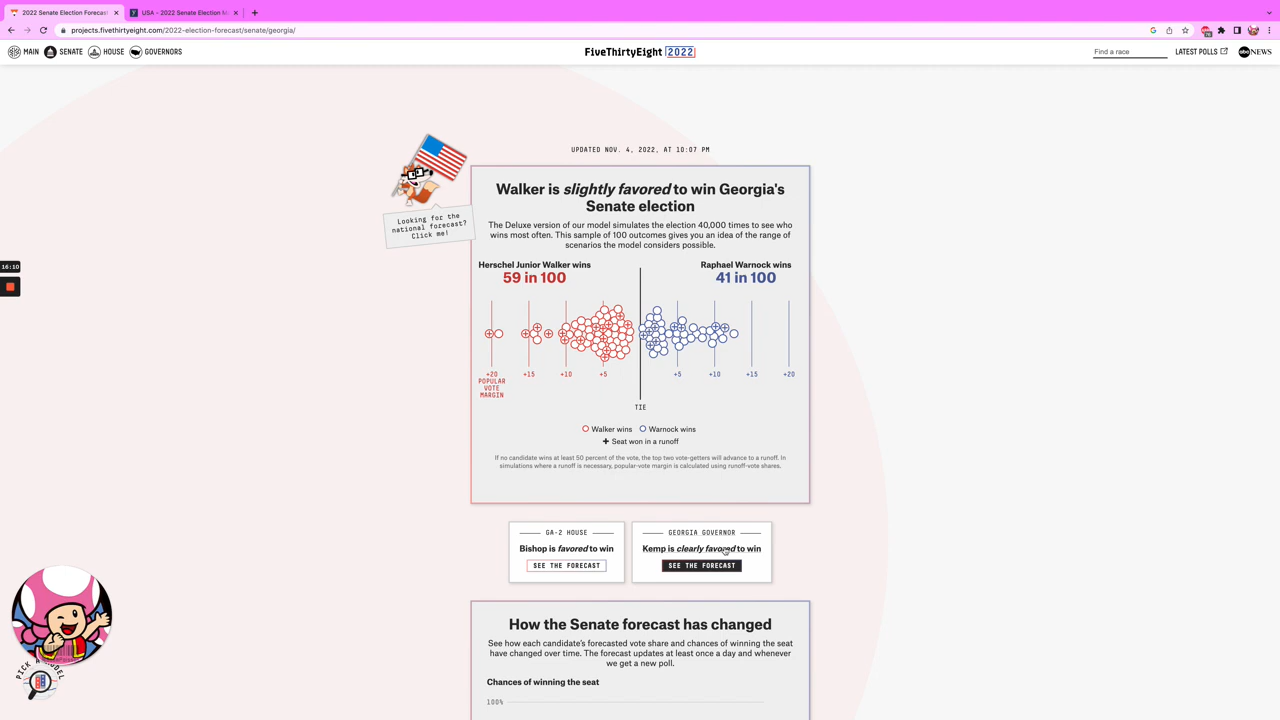 2022 Senate Election Forecast
USA - 2022 Senate Election M
projects.fivethirtyeight.com/2022-election-forecast/senate/georgia/
MAIN
SENATE
HOUSE
GOVERNORS
FiveThirtyEight 2022
Find a race
LATEST POLLS
abc NEWS
UPDATED NOV. 4, 2022, AT 10:07 PM
Looking for the
national forecast?
Click me!
Walker is slightly favored to win Georgia's
Senate election
The Deluxe version of our model simulates the election 40,000 times to see who
wins most often. This sample of 100 outcomes gives you an idea of the range of
scenarios the model considers possible.
Herschel Junior Walker wins
59 in 100
Raphael Warnock wins
41 in 100
16:10
+20 +15 +10 +5 +5 +10 +15 +20
POPULAR
VOTE
MARGIN
TIE
Walker wins Warnock wins
+ Seat won in a runoff
If no candidate wins at least 50 percent of the vote, the top two vote-getters will advance to a runoff. In
simulations where a runoff is necessary, popular-vote margin is calculated using runoff-vote shares.
GA-2 HOUSE
Bishop is favored to win
SEE THE FORECAST
GEORGIA GOVERNOR
Kemp is clearly favored to win
SEE THE FORECAST
How the Senate forecast has changed
See how each candidate's forecasted vote share and chances of winning the seat
have changed over time. The forecast updates at least once a day and whenever
we get a new poll.
Chances of winning the seat
100%